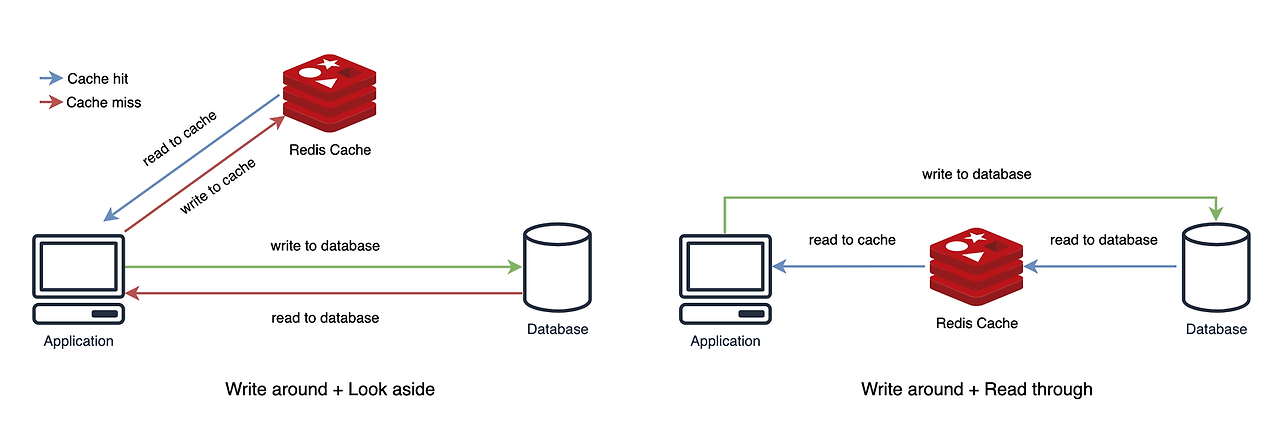 Cache hit
Cache miss
read to cache
write to cache
Redis Cache
write to database
read to database
Application
Database
Write around + Look aside
write to database
read to cache
read to database
Redis Cache
Application
Database
Write around + Read through